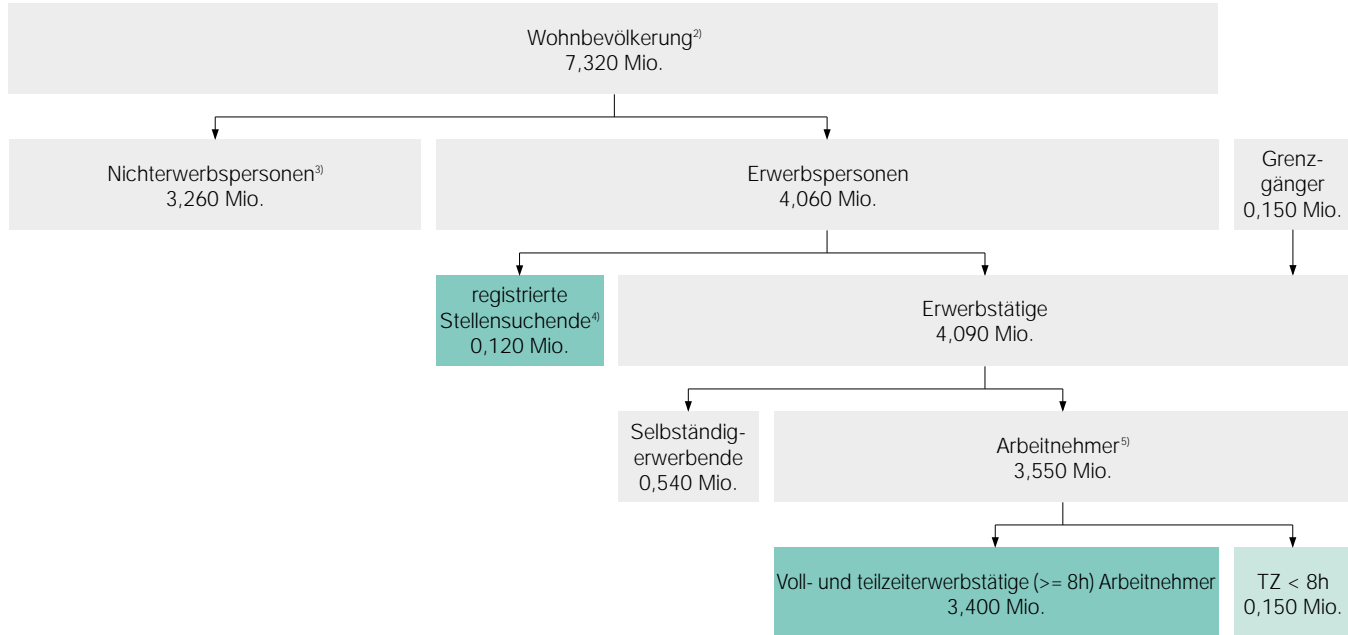 Wohnbevölkerung2)
7,320 Mio.
Nichterwerbspersonen3)
3,260 Mio.
Erwerbspersonen
4,060 Mio.
Grenz-
gänger
0,150 Mio.
registrierte
Stellensuchende4)
0,120 Mio.
Erwerbstätige
4,090 Mio.
Selbständig-
erwerbende
0,540 Mio.
Arbeitnehmer5)
3,550 Mio.
Voll- und teilzeiterwerbstätige (>= 8h) Arbeitnehmer
3,400 Mio.
TZ < 8h
0,150 Mio.